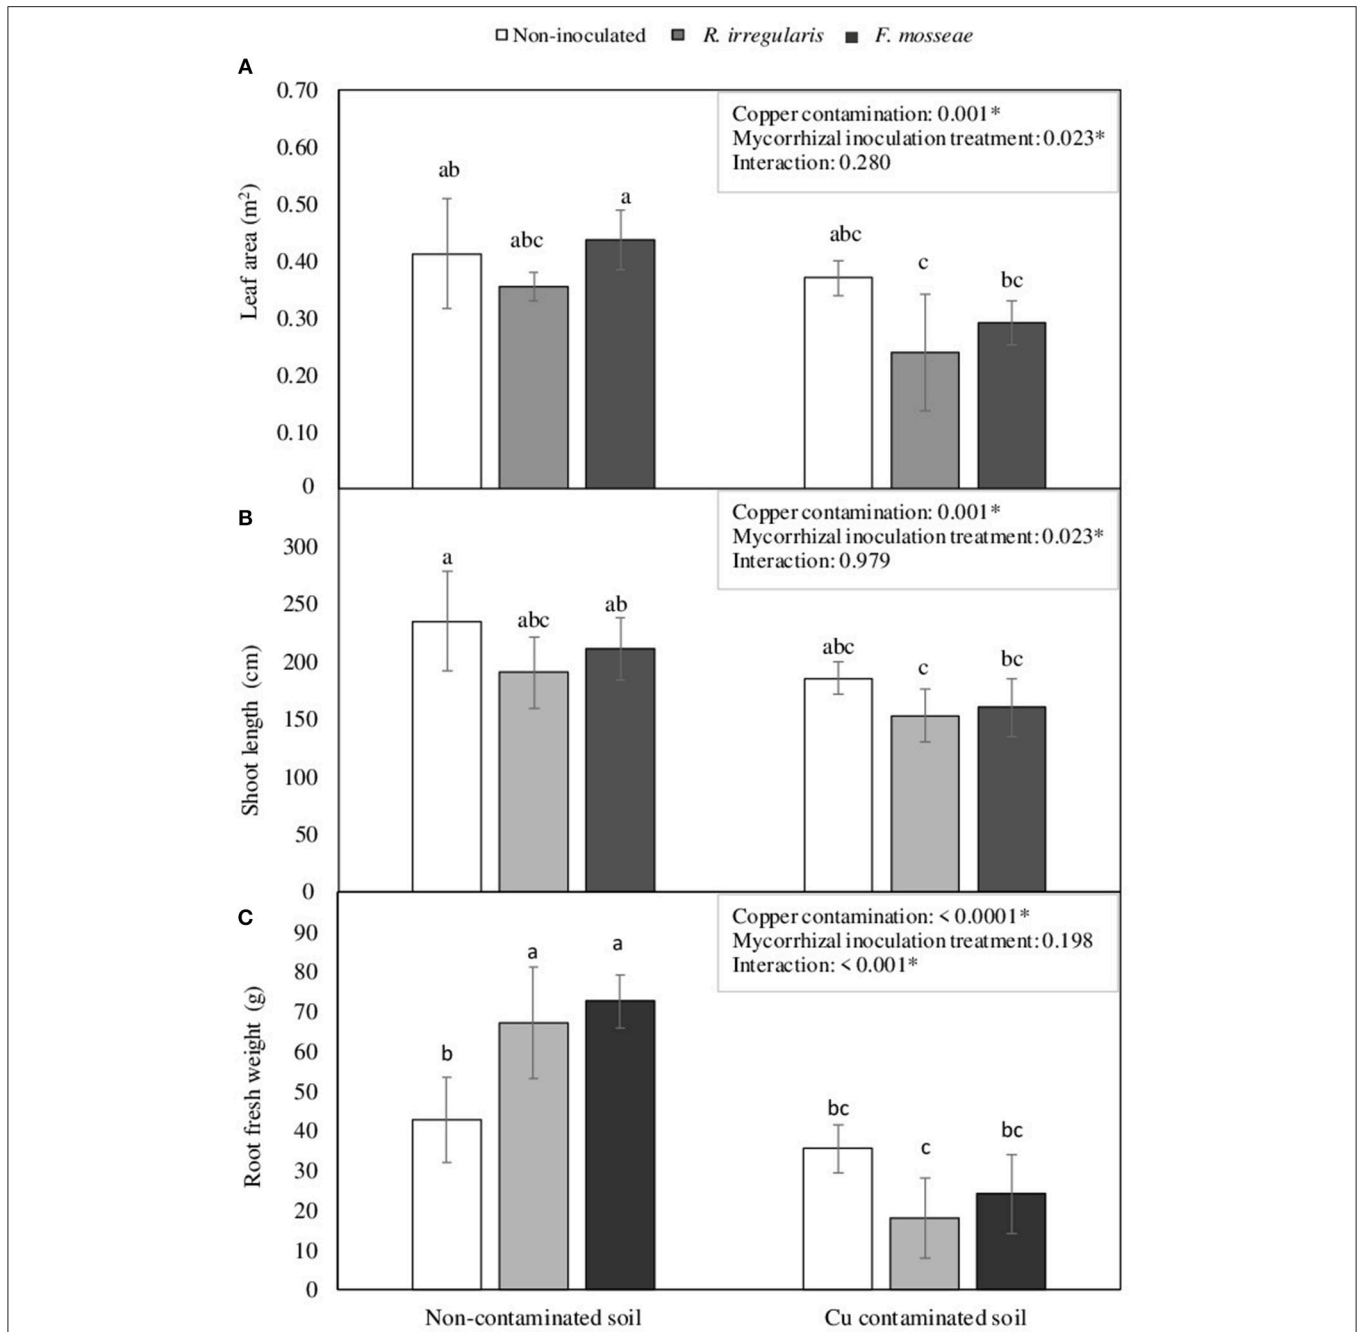 Non-inoculated R. irregularis F. mosseae
A
0.70
0.60
0.50
0.40
0.30
0.20
0.10
0
Leaf area (m²)
Copper contamination: 0.001*
Mycorrhizal inoculation treatment: 0.023*
Interaction: 0.280
ab
abc
a
abc
c
bc
B
300
250
200
150
100
50
0
Shoot length (cm)
Copper contamination: 0.001*
Mycorrhizal inoculation treatment: 0.023*
Interaction: 0.979
a
abc
ab
abc
c
bc
C
90
80
70
60
50
40
30
20
10
0
Root fresh weight (g)
Copper contamination: < 0.0001*
Mycorrhizal inoculation treatment: 0.198
Interaction: < 0.001*
b
a
a
bc
c
bc
Non-contaminated soil
Cu contaminated soil